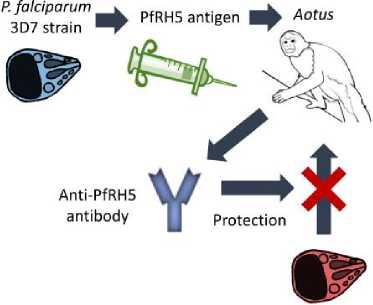 P. falciparum
3D7 strain
PfRH5 antigen
Aotus
Anti-PfRH5
antibody
Protection